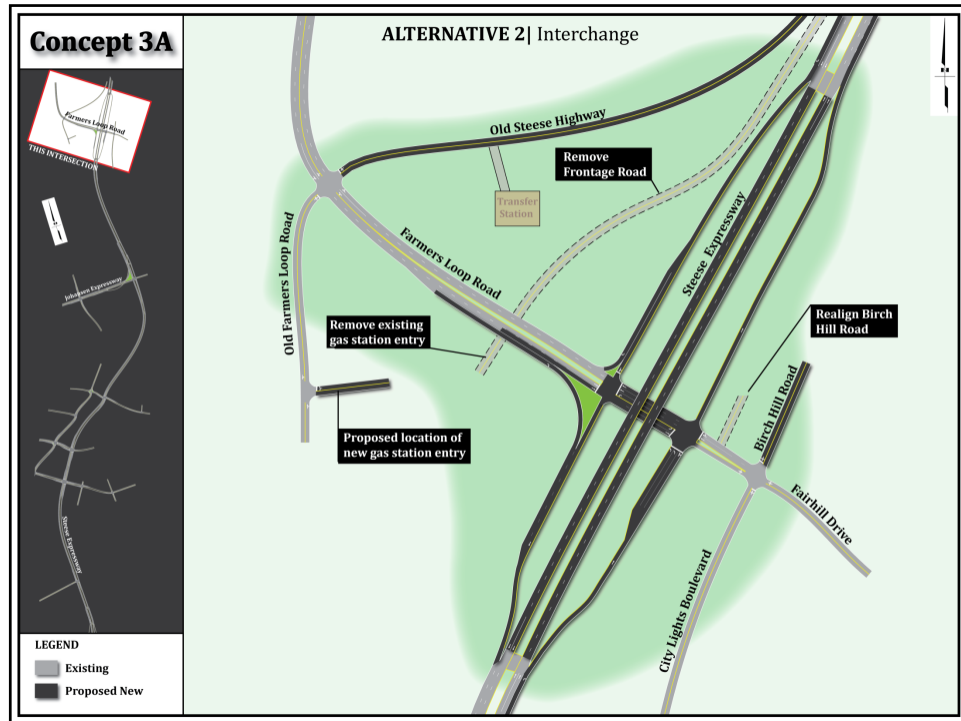 Concept 3A
ALTERNATIVE 2| Interchange
Farmers Loop Road
THIS INTERSECTION
Johansen Expressway
Steese Expressway
LEGEND
Existing
Proposed New
Old Steese Highway
Remove
Frontage Road
Transfer
Station
Farmers Loop Road
Old Farmers Loop Road
Steese Expressway
Remove existing
gas station entry
Realign Birch
Hill Road
Birch Hill Road
Proposed location of
new gas station entry
Fairhill Drive
City Lights Boulevard